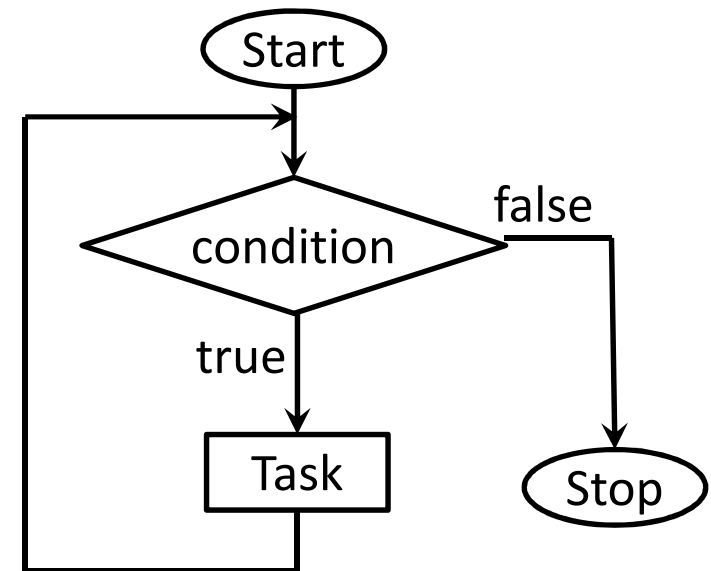 Start
condition
false
true
Task
Stop